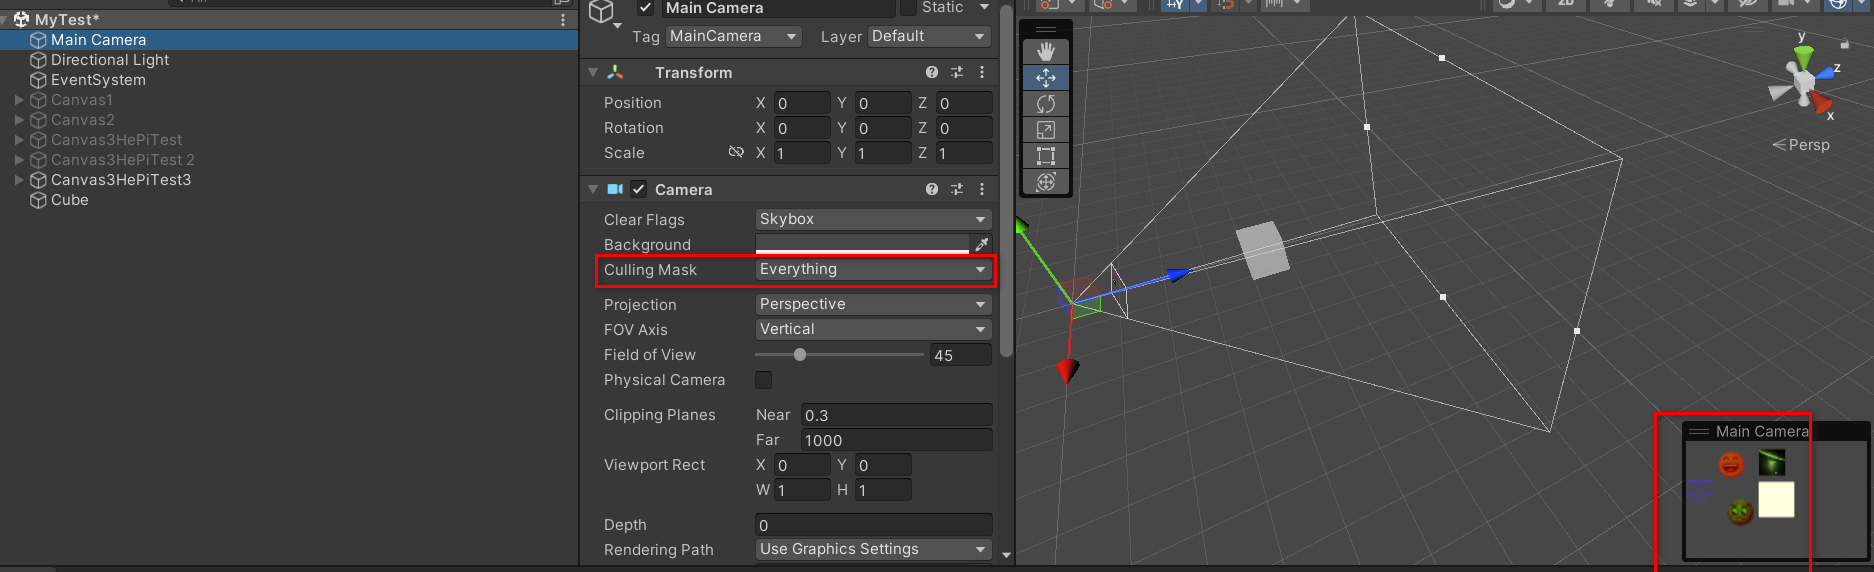 MyTest*
Main Camera
Directional Light
EventSystem
Canvas1
Canvas2
Canvas3HePiTest
Canvas3HePiTest 2
Canvas3HePiTest3
Cube
Main Camera
Static
Tag MainCamera Layer Default
Transform
Position X 0 Y 0 Z 0
Rotation X 0 Y 0 Z 0
Scale X 1 Y 1 Z 1
Camera
Clear Flags Skybox
Background
Culling Mask Everything
Projection Perspective
FOV Axis Vertical
Field of View 45
Physical Camera
Clipping Planes Near 0.3
Far 1000
Viewport Rect X 0 Y 0
W 1 H 1
Depth 0
Rendering Path Use Graphics Settings
2D
y
z
x
Persp
Main Camera